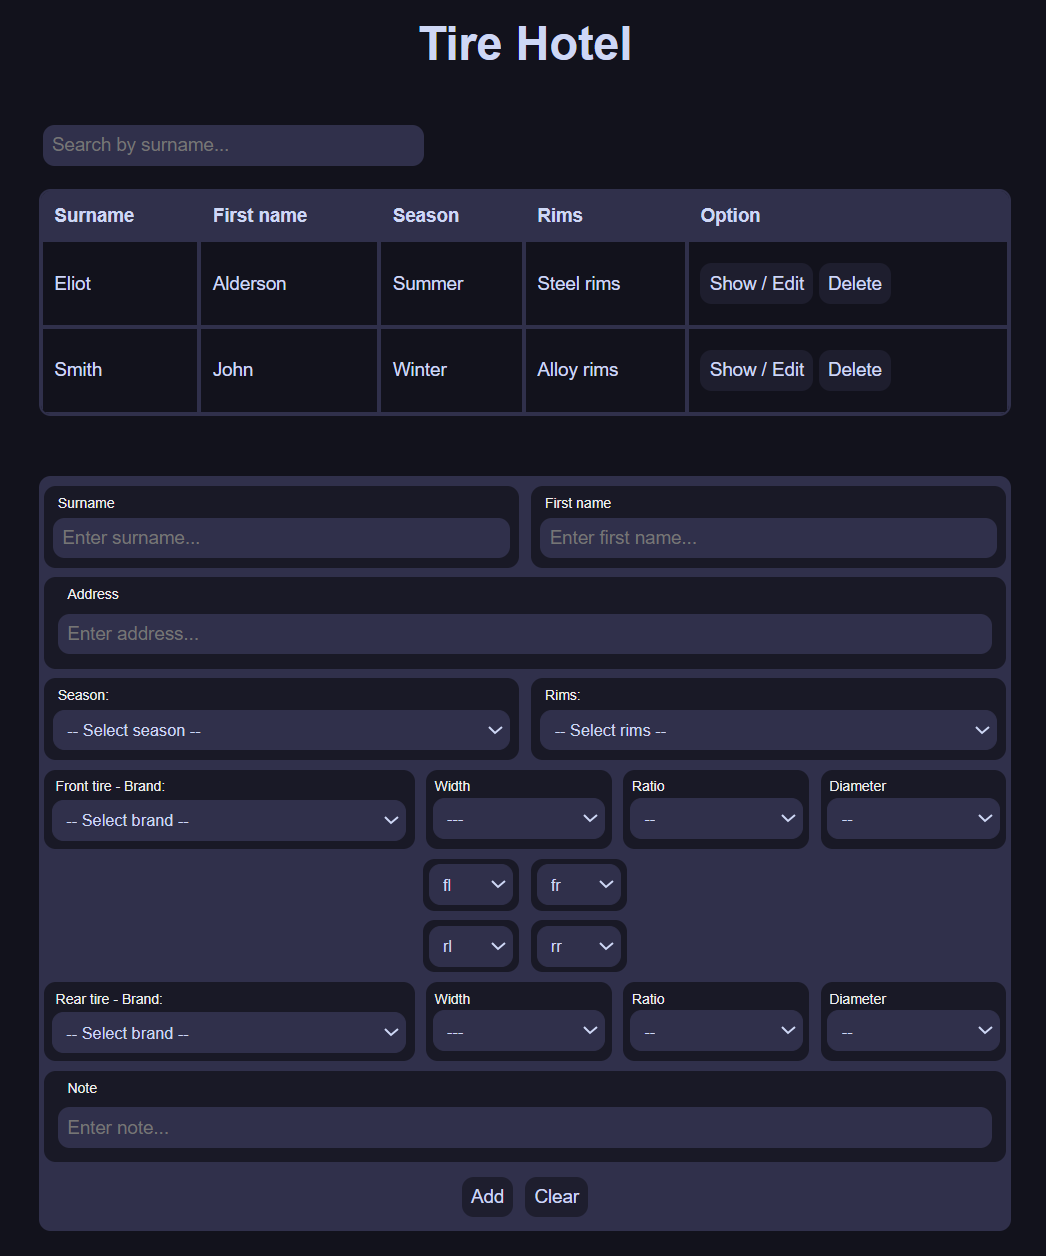 Tire Hotel
Search by surname...
Surname First name Season Rims Option
Eliot Alderson Summer Steel rims Show / Edit Delete
Smith John Winter Alloy rims Show / Edit Delete
Surname First name
Enter surname... Enter first name...
Address
Enter address...
Season: Rims:
-- Select season -- -- Select rims --
Front tire - Brand: Width Ratio Diameter
-- Select brand -- --- -- --
fl fr
rl rr
Rear tire - Brand: Width Ratio Diameter
-- Select brand -- --- -- --
Note
Enter note...
Add Clear